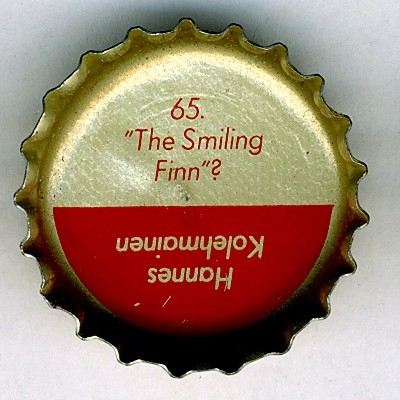 65.
"The Smiling
Finn"?
Hannes
Kolehmainen